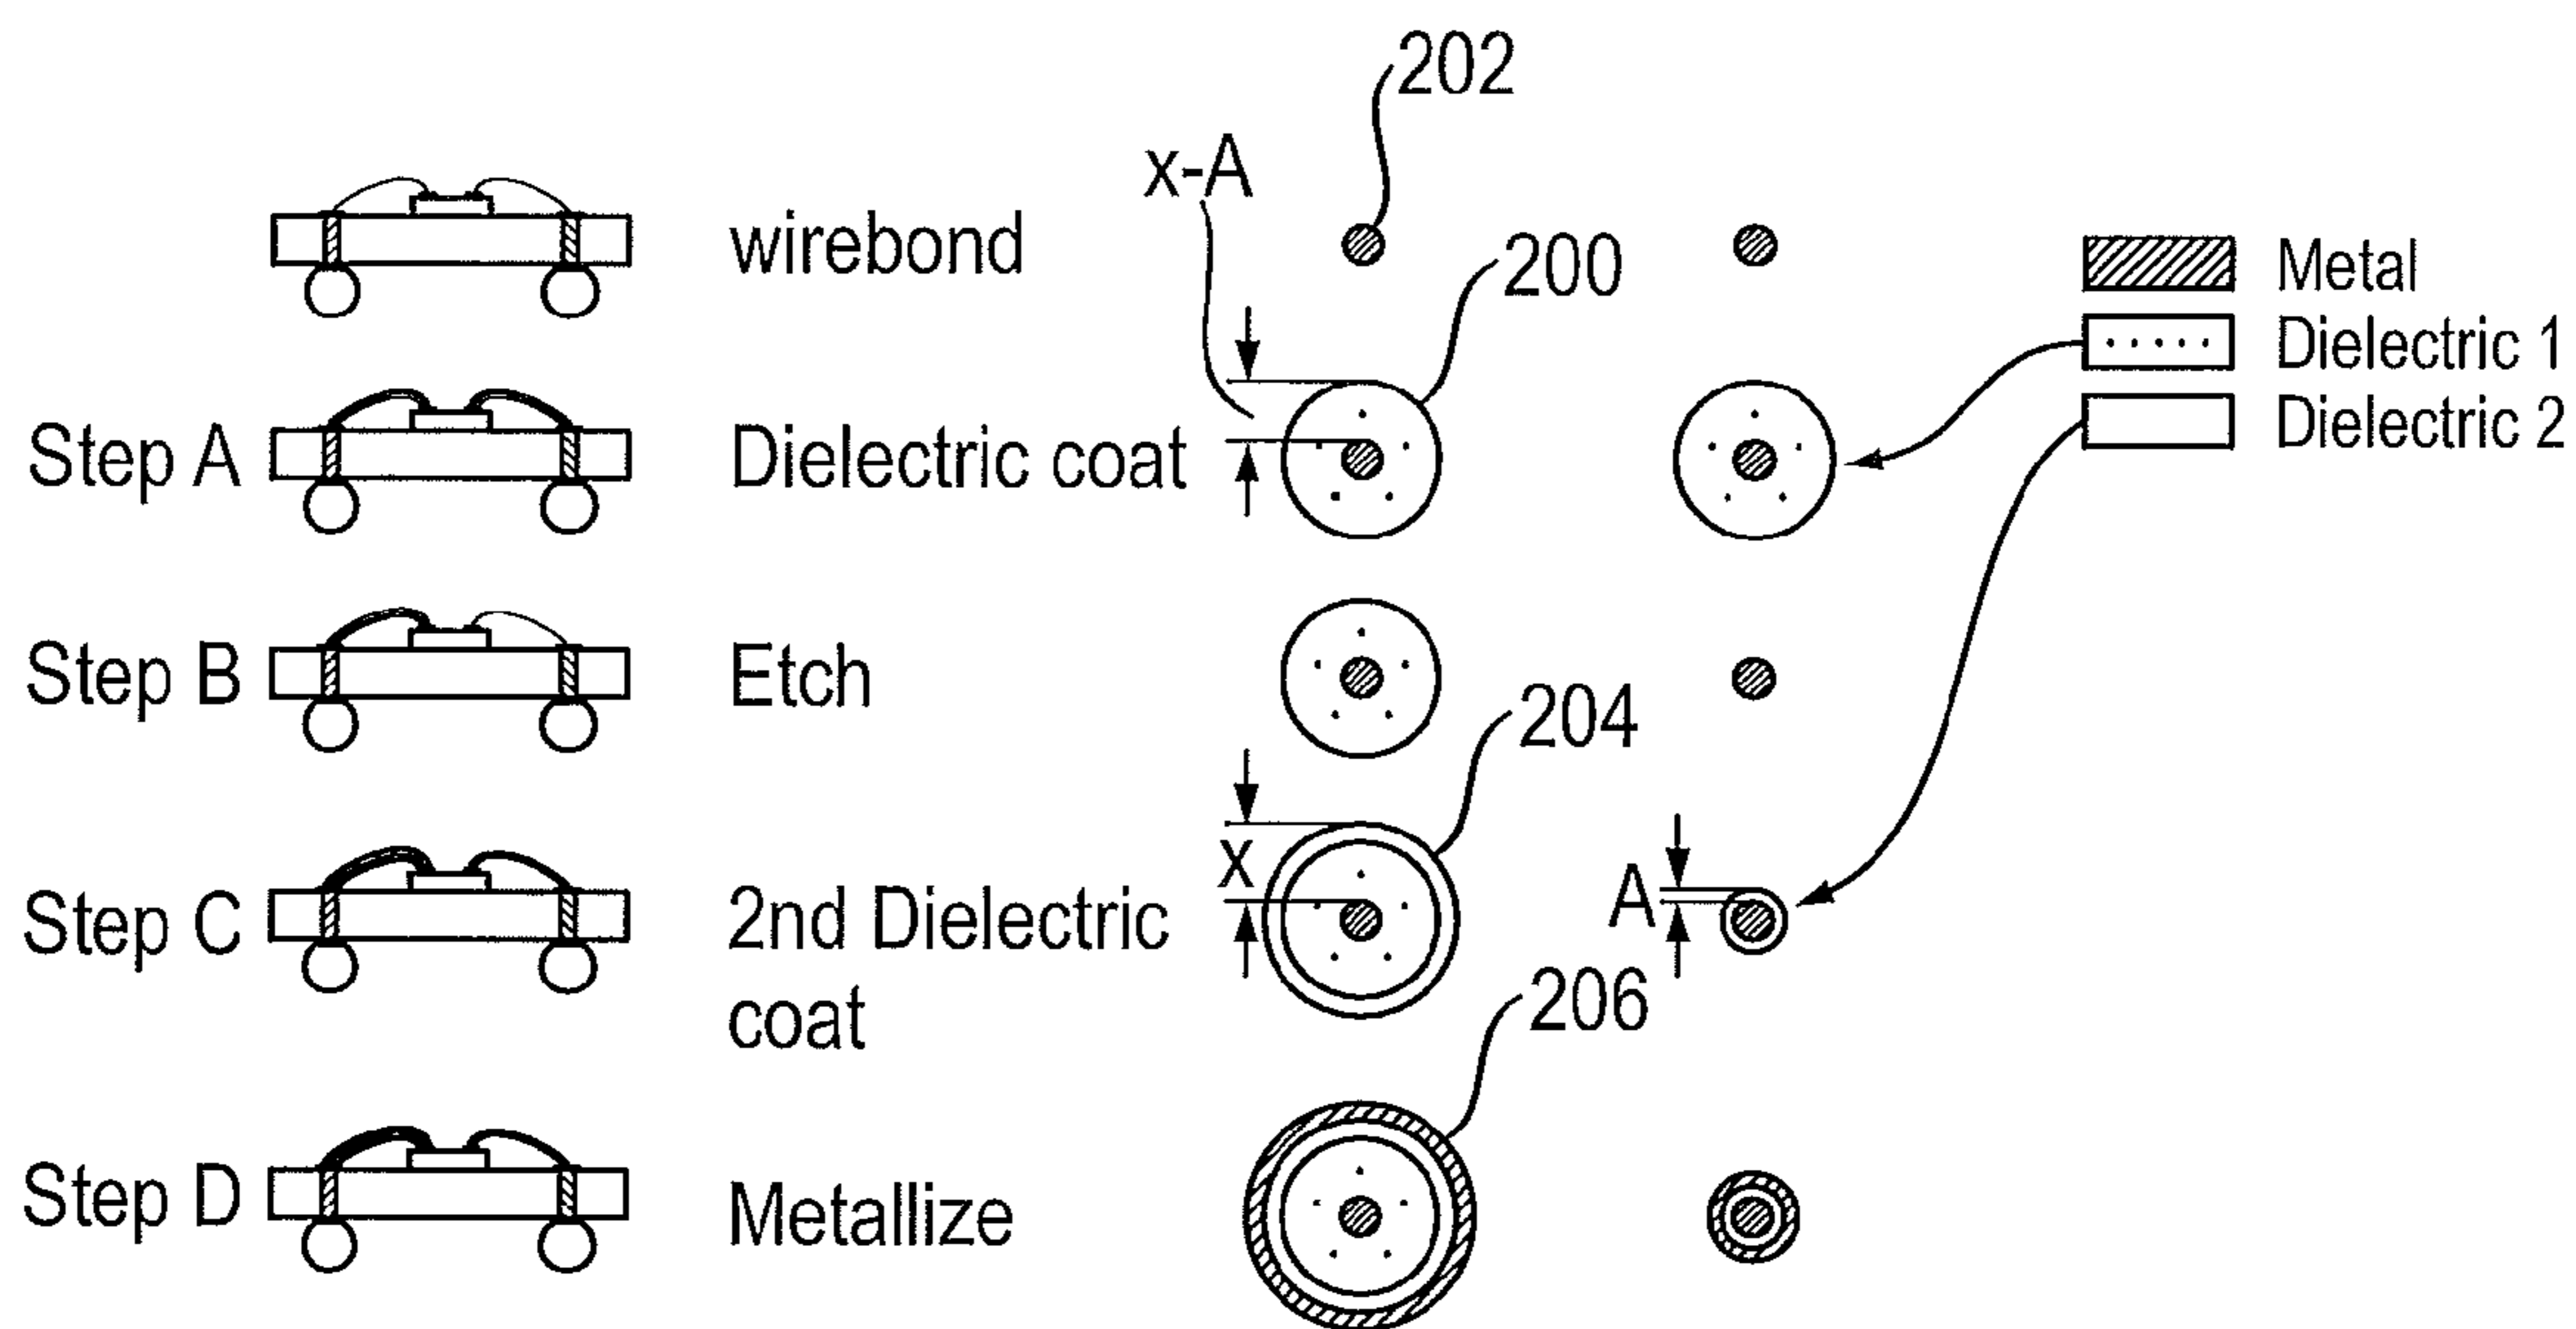 202
x-A
wirebond
200
Metal
Dielectric 1
Dielectric 2
Step A
Dielectric coat
Step B
Etch
204
x
A
Step C
2nd Dielectric
coat
206
Step D
Metallize